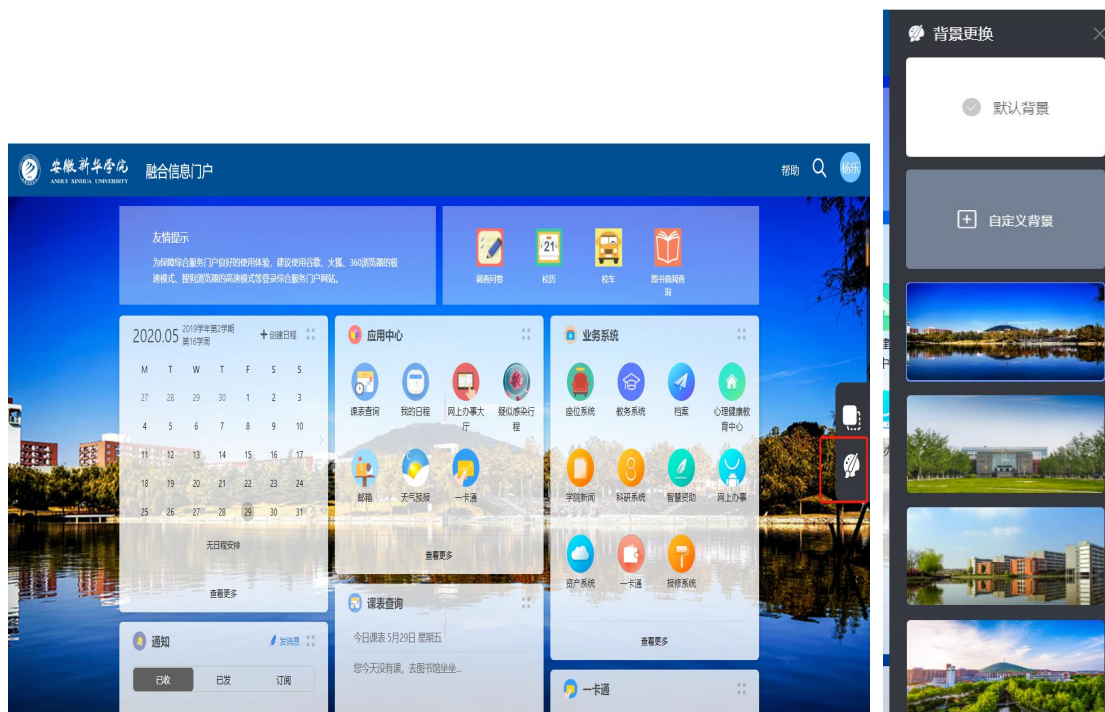 安徽新华学院
ANHUI XINHUA UNIVERSITY
融合信息门户
帮助
杨乐
友情提示
为保障综合服务门户良好的使用体验，建议使用谷歌、火狐、360浏览器的极
速模式、搜狗浏览器的高速模式等登录综合服务门户网站。
调查问卷
21
校历
校车
图书借阅查
询
2020.05
2019学年第2学期
第16学周
创建日程
M T W T F S S
27 28 29 30 1 2 3
4 5 6 7 8 9 10
11 12 13 14 15 16 17
18 19 20 21 22 23 24
25 26 27 28 29 30 31
无日程安排
查看更多
通知
发消息
已收 已发 订阅
应用中心
课表查询 我的日程 网上办事大
厅
疑似感染行
程
邮箱 天气预报 一卡通
查看更多
课表查询
今日课表 5月29日 星期五
您今天没有课，去图书馆坐坐...
业务系统
座位系统 教务系统 档案 心理健康教
育中心
学院新闻 科研系统 智慧资助 网上办事
资产系统 一卡通 报修系统
查看更多
一卡通
背景更换
默认背景
自定义背景